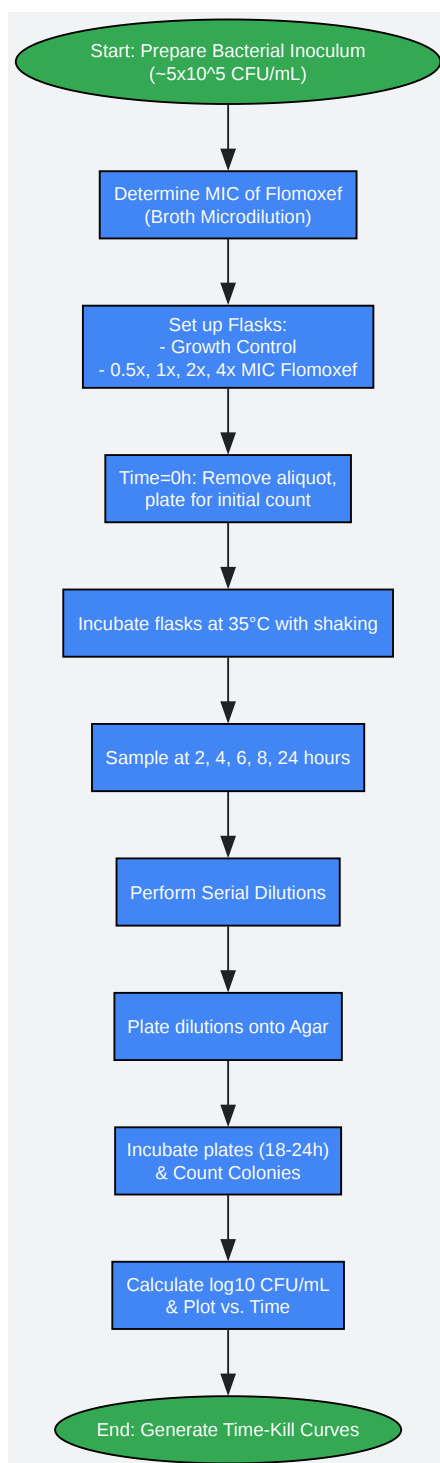 Start: Prepare Bacterial Inoculum
(~5x10^5 CFU/mL)
Determine MIC of Flomoxef
(Broth Microdilution)
Set up Flasks:
- Growth Control
- 0.5x, 1x, 2x, 4x MIC Flomoxef
Time=0h: Remove aliquot,
plate for initial count
Incubate flasks at 35°C with shaking
Sample at 2, 4, 6, 8, 24 hours
Perform Serial Dilutions
Plate dilutions onto Agar
Incubate plates (18-24h)
& Count Colonies
Calculate log10 CFU/mL
& Plot vs. Time
End: Generate Time-Kill Curves